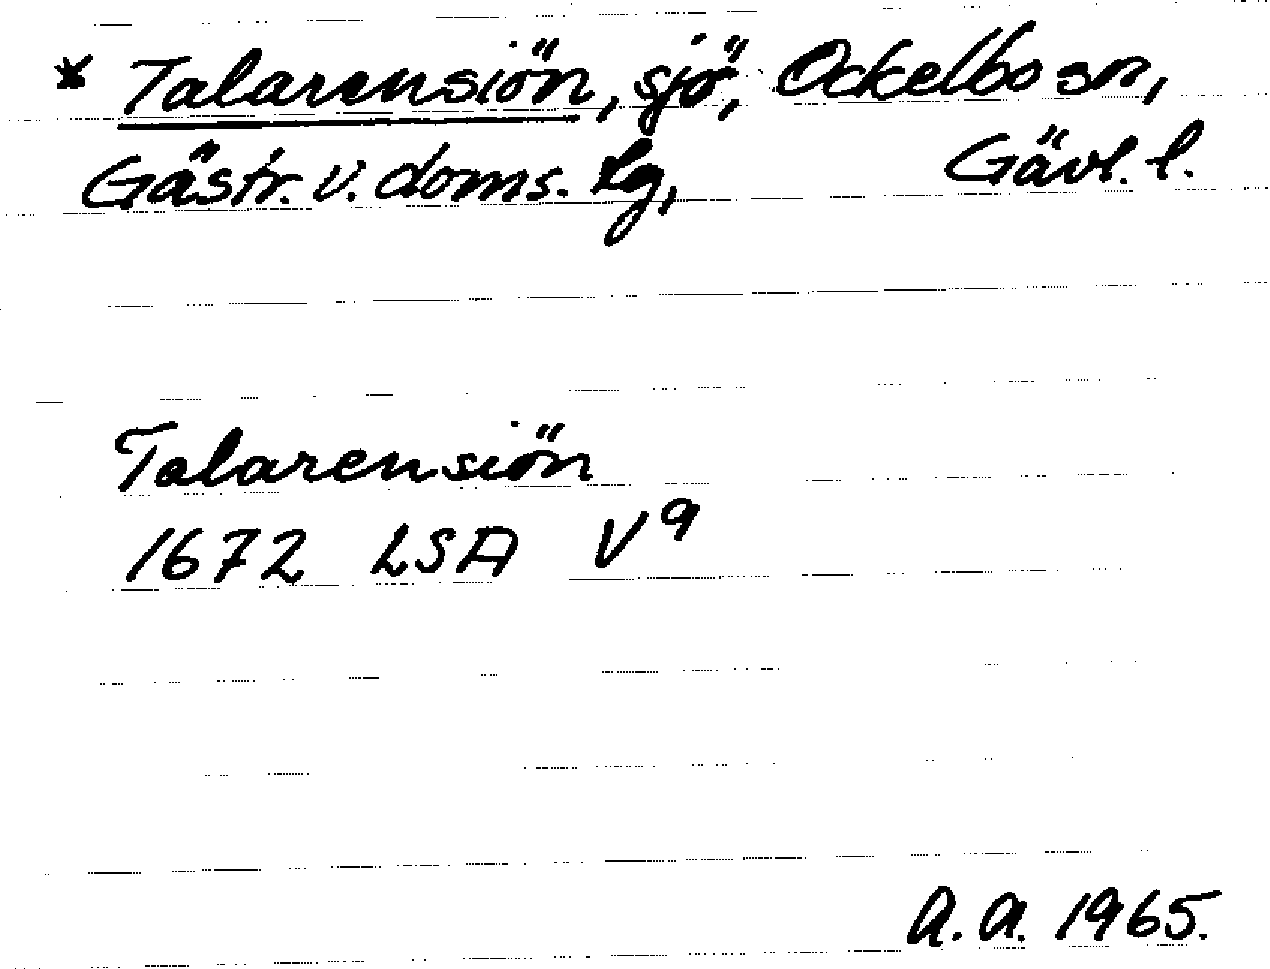 * Talarensiön, sjö, Ockelbo sn,
Gästr. v. doms. lg, Gävl. l.
Talarensiön
1672 LSA V⁹
A. A. 1965.